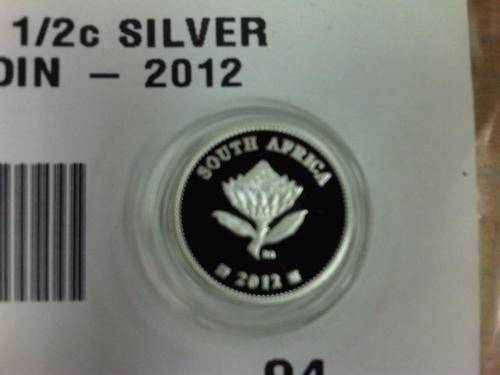 1/2c SILVER
OIN — 2012
SOUTH AFRICA
2012